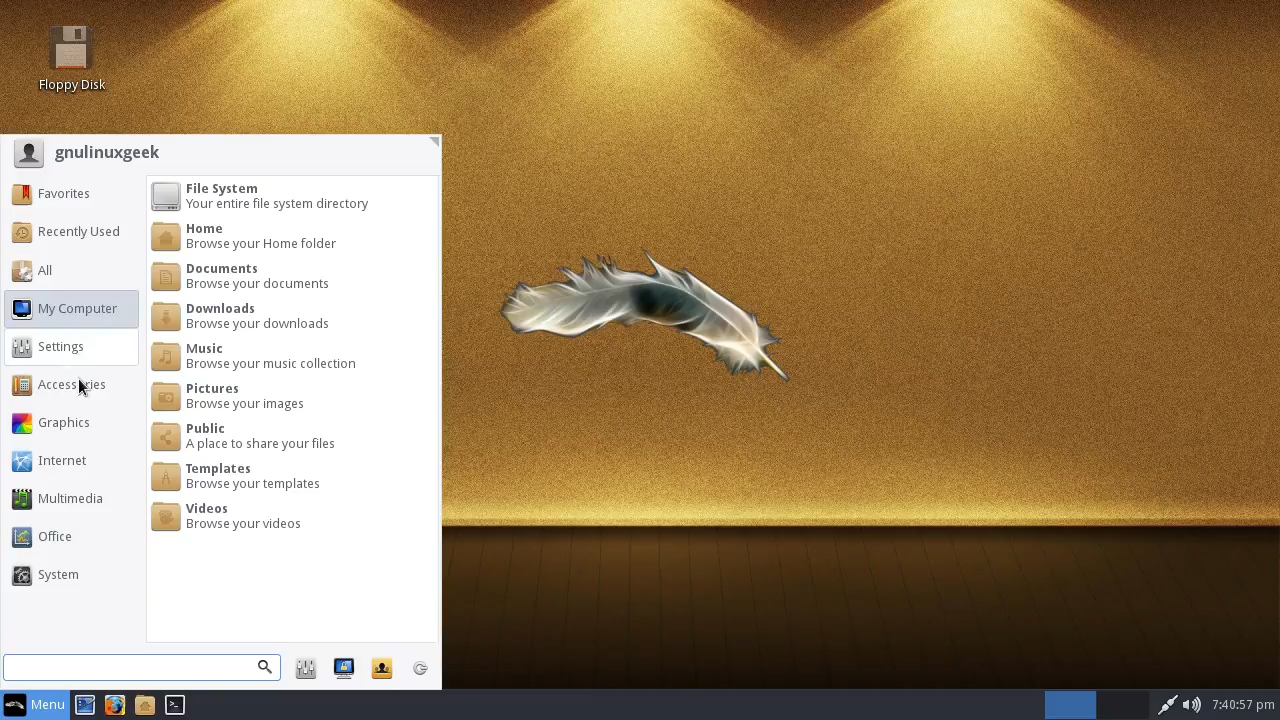 Floppy Disk
gnulinuxgeek
Favorites
Recently Used
All
My Computer
Settings
Accessories
Graphics
Internet
Multimedia
Office
System
File System
Your entire file system directory
Home
Browse your Home folder
Documents
Browse your documents
Downloads
Browse your downloads
Music
Browse your music collection
Pictures
Browse your images
Public
A place to share your files
Templates
Browse your templates
Videos
Browse your videos
Menu
7:40:57 pm